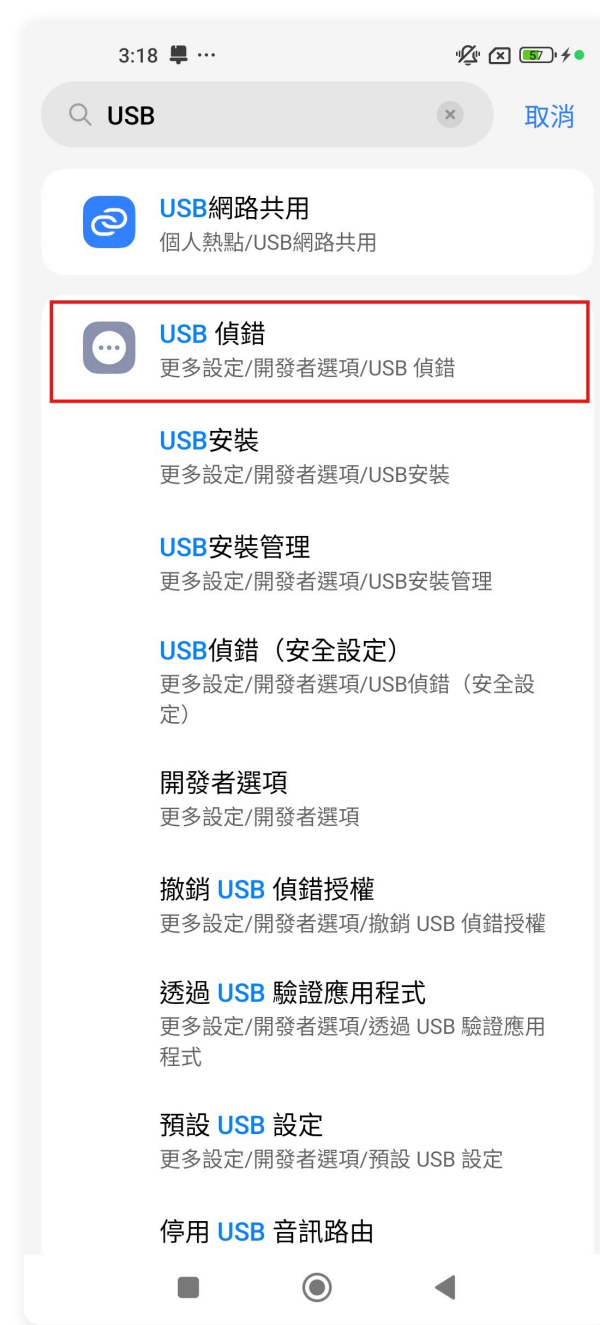 3:18
57
USB
取消
USB網路共用
個人熱點/USB網路共用
USB 偵錯
更多設定/開發者選項/USB 偵錯
USB安裝
更多設定/開發者選項/USB安裝
USB安裝管理
更多設定/開發者選項/USB安裝管理
USB偵錯（安全設定）
更多設定/開發者選項/USB偵錯（安全設
定）
開發者選項
更多設定/開發者選項
撤銷 USB 偵錯授權
更多設定/開發者選項/撤銷 USB 偵錯授權
透過 USB 驗證應用程式
更多設定/開發者選項/透過 USB 驗證應用
程式
預設 USB 設定
更多設定/開發者選項/預設 USB 設定
停用 USB 音訊路由